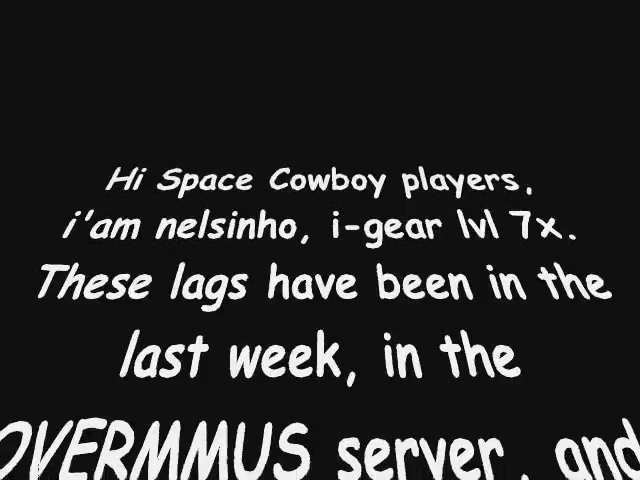 Hi Space Cowboy players,
i'am nelsinho, i-gear lvl 7x.
These lags have been in the
last week, in the
OVERMMUS server, and